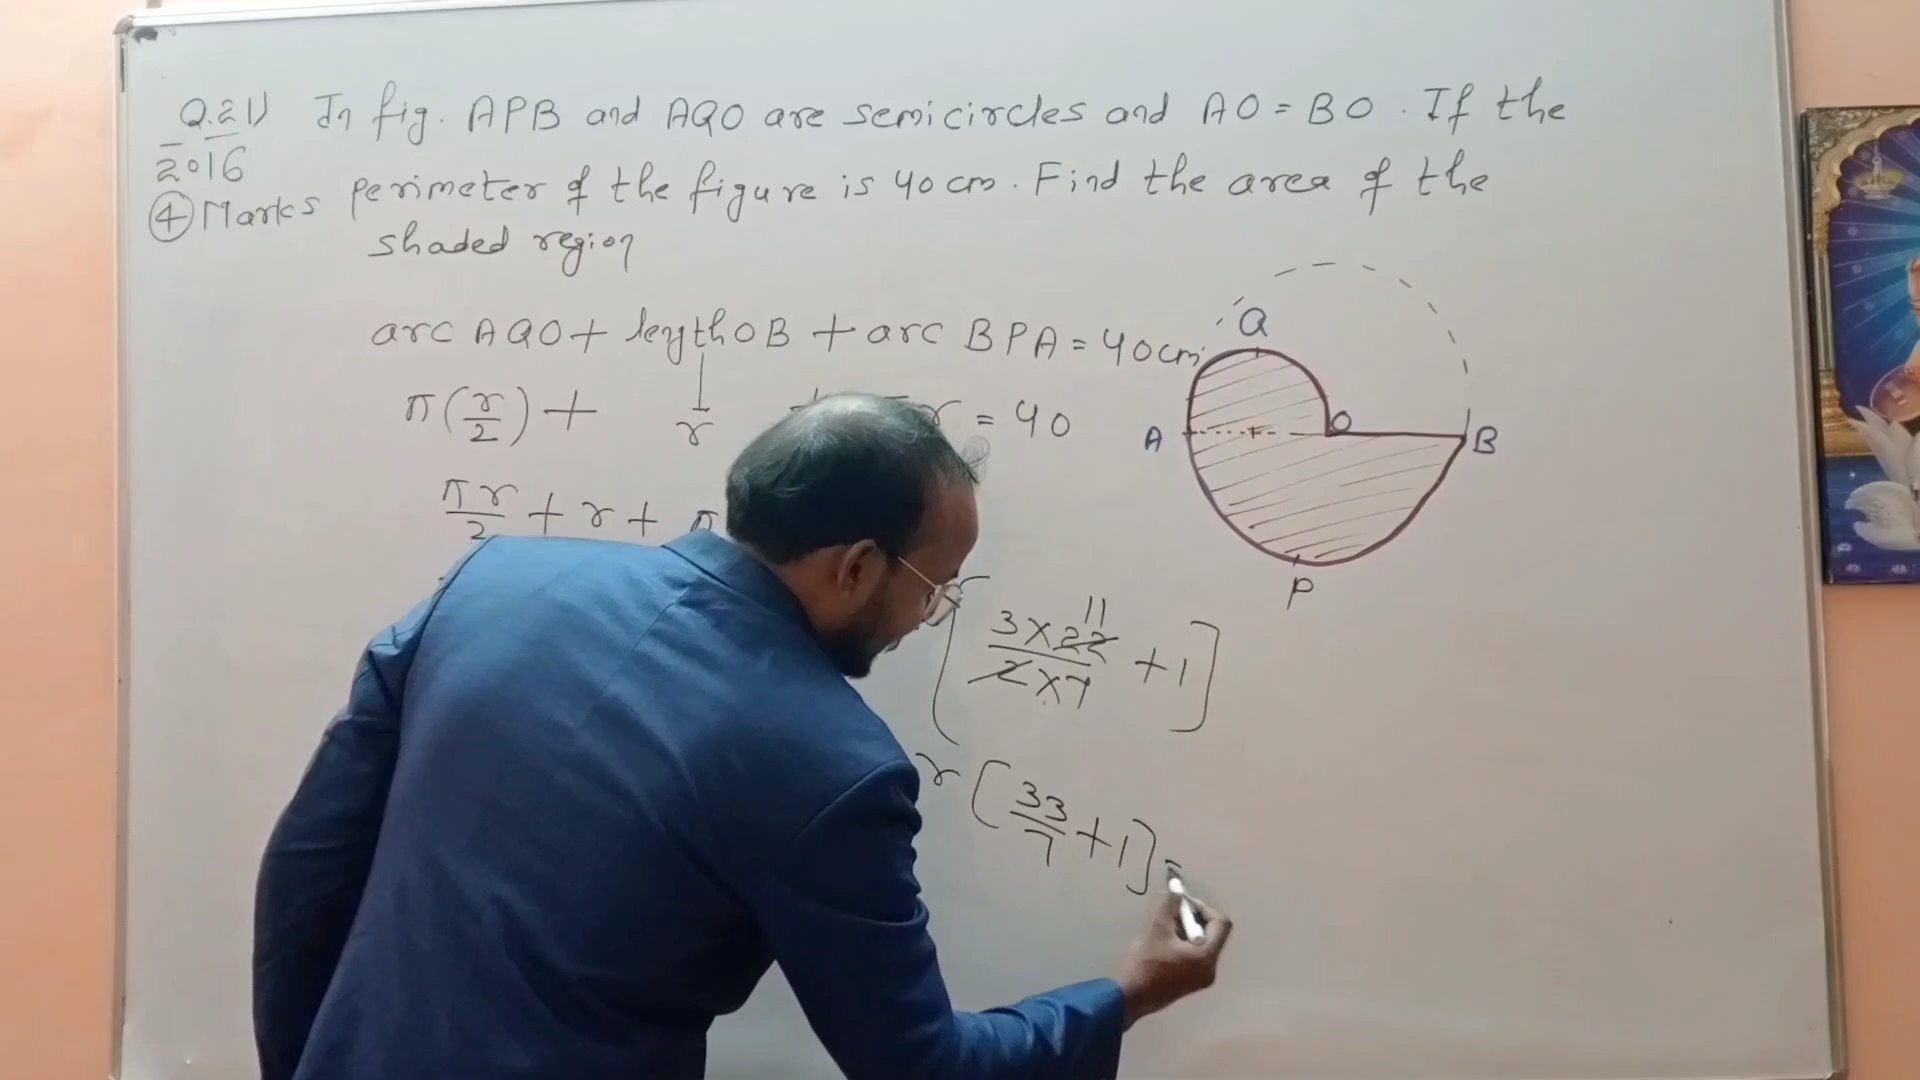 Q.21) In fig. APB and AQO are semicircles and AO = BO. If the
2016
④ Marks perimeter of the figure is 40 cm. Find the area of the
shaded region
arc AQO + length OB + arc BPA = 40cm
π(r/2) + r r = 40
πr/2 + r + π
[3×22/2×7 + 1]
11
r [33/7 + 1] =
Q
A
O
B
P